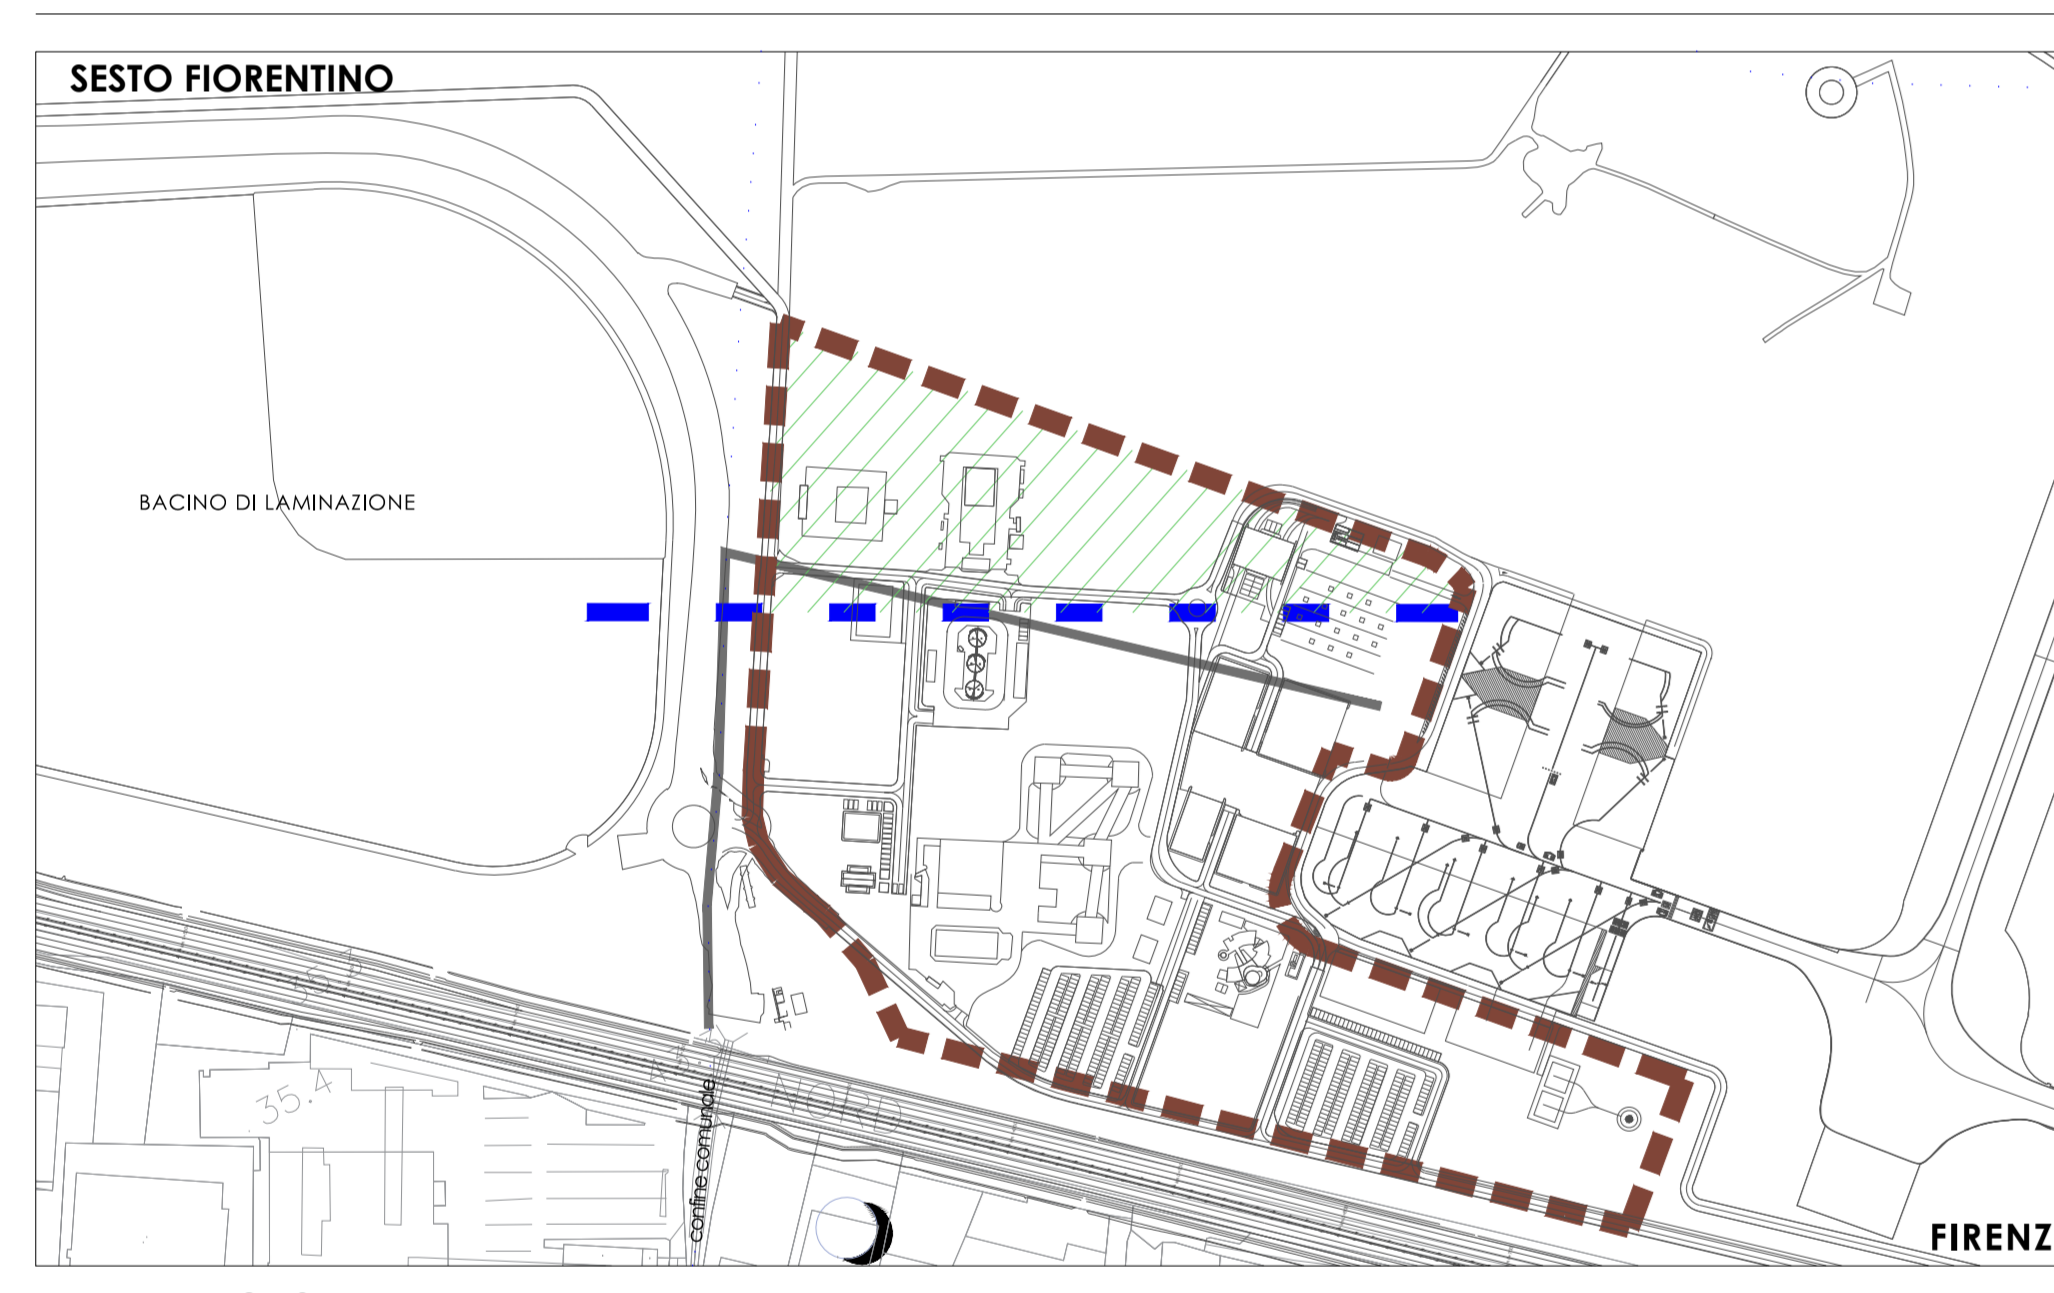 SESTO FIORENTINO
BACINO DI LAMINAZIONE
35.4
NORD
confine comunale
FIRENZ